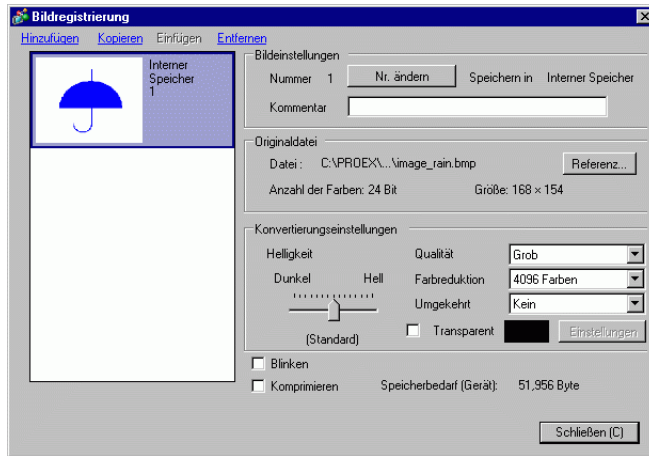 Bildregistrierung
Hinzufügen Kopieren Einfügen Entfernen
Interner
Speicher
1
Bildeinstellungen
Nummer 1 Nr. ändern Speichern in Interner Speicher
Kommentar
Originaldatei
Datei : C:\PROEX\...\image_rain.bmp Referenz...
Anzahl der Farben: 24 Bit Größe: 168 × 154
Konvertierungseinstellungen
Helligkeit Qualität Grob
Dunkel Hell Farbreduktion 4096 Farben
Umgekehrt Kein
(Standard) Transparent Einstellungen
Blinken
Komprimieren Speicherbedarf (Gerät): 51,956 Byte
Schließen (C)